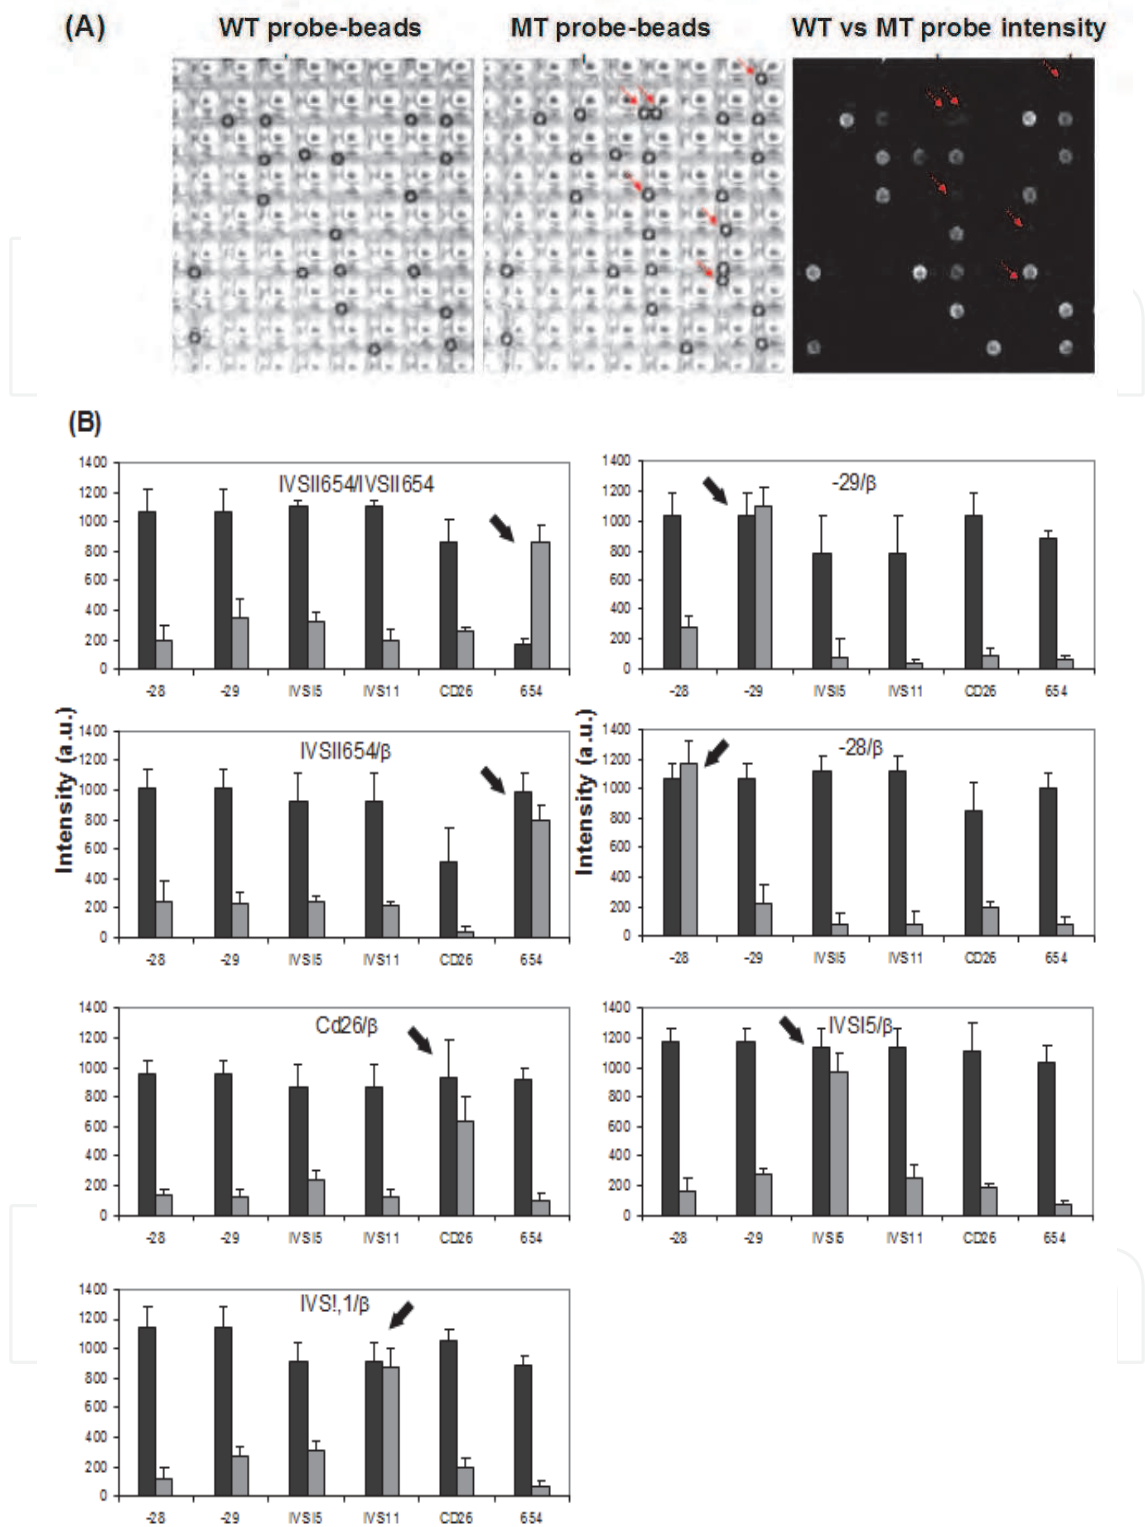 (A)
WT probe-beads
MT probe-beads
WT vs MT probe intensity
(B)
Intensity (a.u.)
Intensity (a.u.)
IVSII654/IVSII654
1400
1200
1000
800
600
400
200
0
-28 -29 IVSI5 IVS11 CD26 654
-29/β
1400
1200
1000
800
600
400
200
0
-28 -29 IVSI5 IVS11 CD26 654
IVSII654/β
1400
1200
1000
800
600
400
200
0
-28 -29 IVSI5 IVS11 CD26 654
-28/β
1400
1200
1000
800
600
400
200
0
-28 -29 IVSI5 IVS11 CD26 654
Cd26/β
1400
1200
1000
800
600
400
200
0
-28 -29 IVSI5 IVS11 CD26 654
IVSI5/β
1400
1200
1000
800
600
400
200
0
-28 -29 IVSI5 IVS11 CD26 654
IVS!,1/β
1400
1200
1000
800
600
400
200
0
-28 -29 IVSI5 IVS11 CD26 654